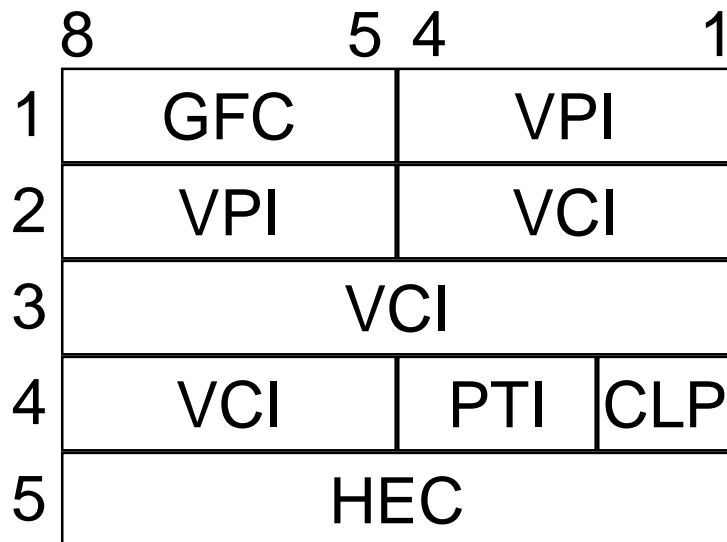 8 5 4 1
1 GFC VPI
2 VPI VCI
3 VCI
4 VCI PTI CLP
5 HEC